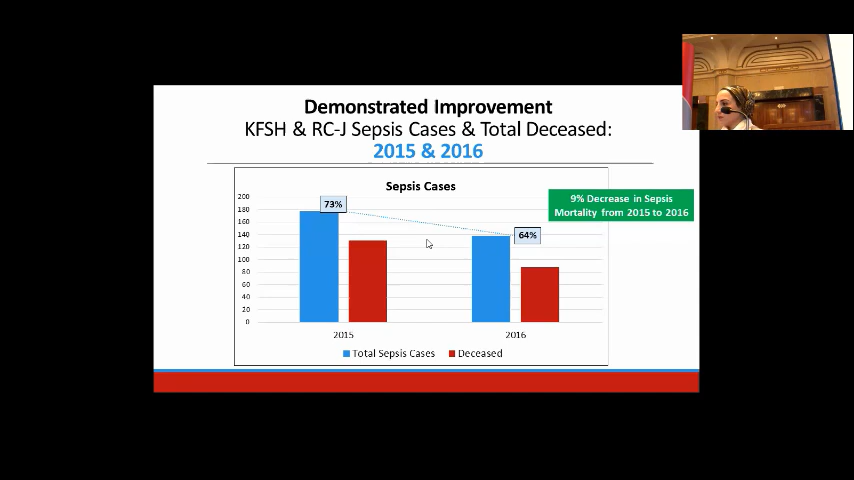 Demonstrated Improvement
KFSH & RC-J Sepsis Cases & Total Deceased:
2015 & 2016
Sepsis Cases
9% Decrease in Sepsis
Mortality from 2015 to 2016
200
180
160
140
120
100
80
60
40
20
0
73%
64%
2015
2016
Total Sepsis Cases
Deceased